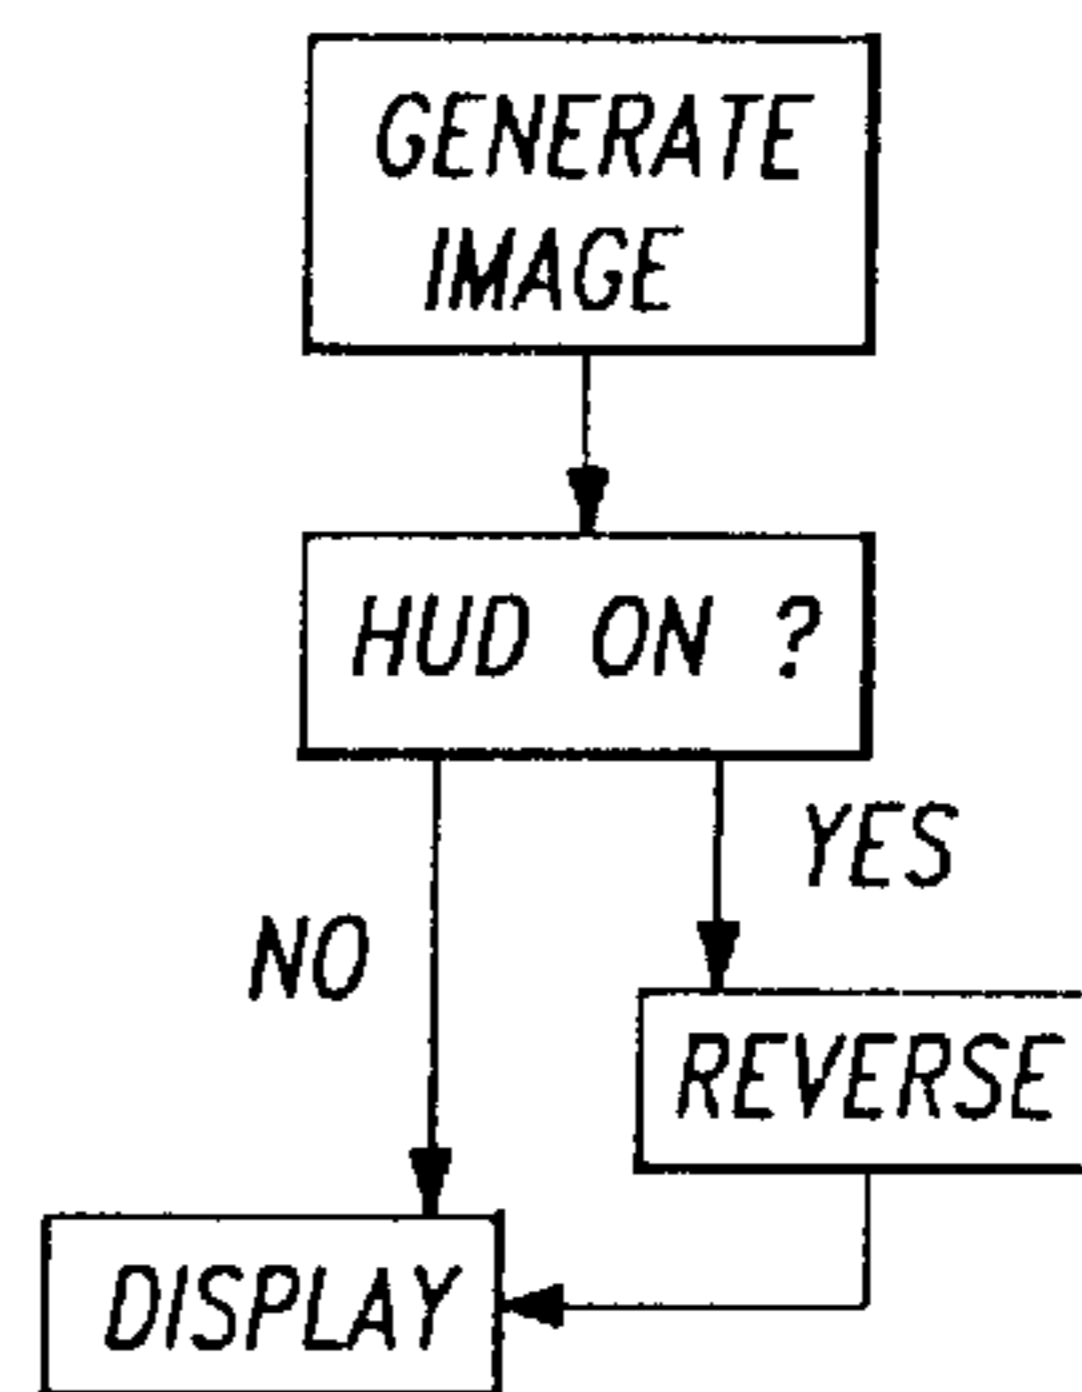 GENERATE
IMAGE
HUD ON ?
YES
NO
REVERSE
DISPLAY